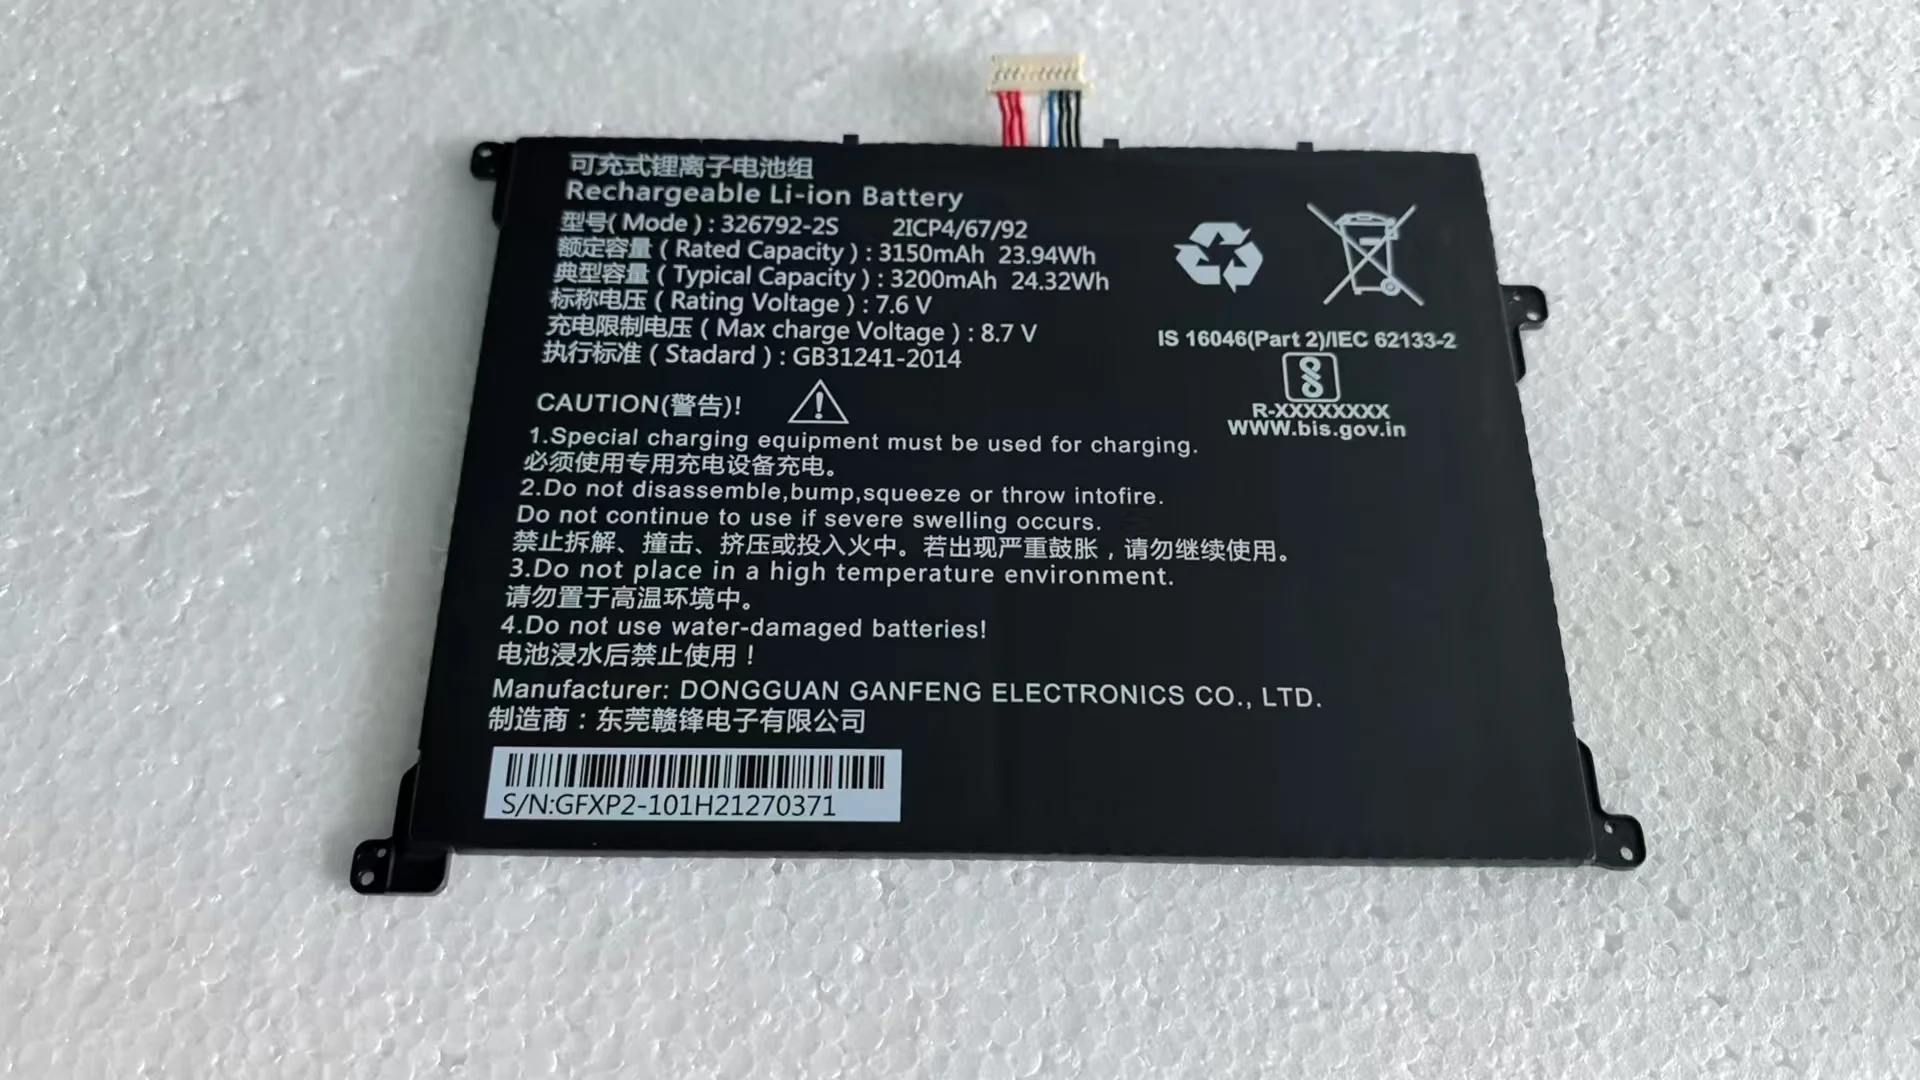 可充式锂离子电池组
Rechargeable Li-ion Battery
型号(Mode):326792-2S 2ICP4/67/92
额定容量(Rated Capacity):3150mAh 23.94Wh
典型容量(Typical Capacity):3200mAh 24.32Wh
标称电压(Rating Voltage):7.6 V
充电限制电压(Max charge Voltage):8.7 V
执行标准(Stadard):GB31241-2014
IS 16046(Part 2)/IEC 62133-2
R-XXXXXXXX
WWW.bis.gov.in
CAUTION(警告)!
1.Special charging equipment must be used for charging.
必须使用专用充电设备充电。
2.Do not disassemble,bump,squeeze or throw intofire.
Do not continue to use if severe swelling occurs.
禁止拆解、撞击、挤压或投入火中。若出现严重鼓胀，请勿继续使用。
3.Do not place in a high temperature environment.
请勿置于高温环境中。
4.Do not use water-damaged batteries!
电池浸水后禁止使用！
Manufacturer: DONGGUAN GANFENG ELECTRONICS CO., LTD.
制造商：东莞赣锋电子有限公司
S/N:GFXP2-101H21270371